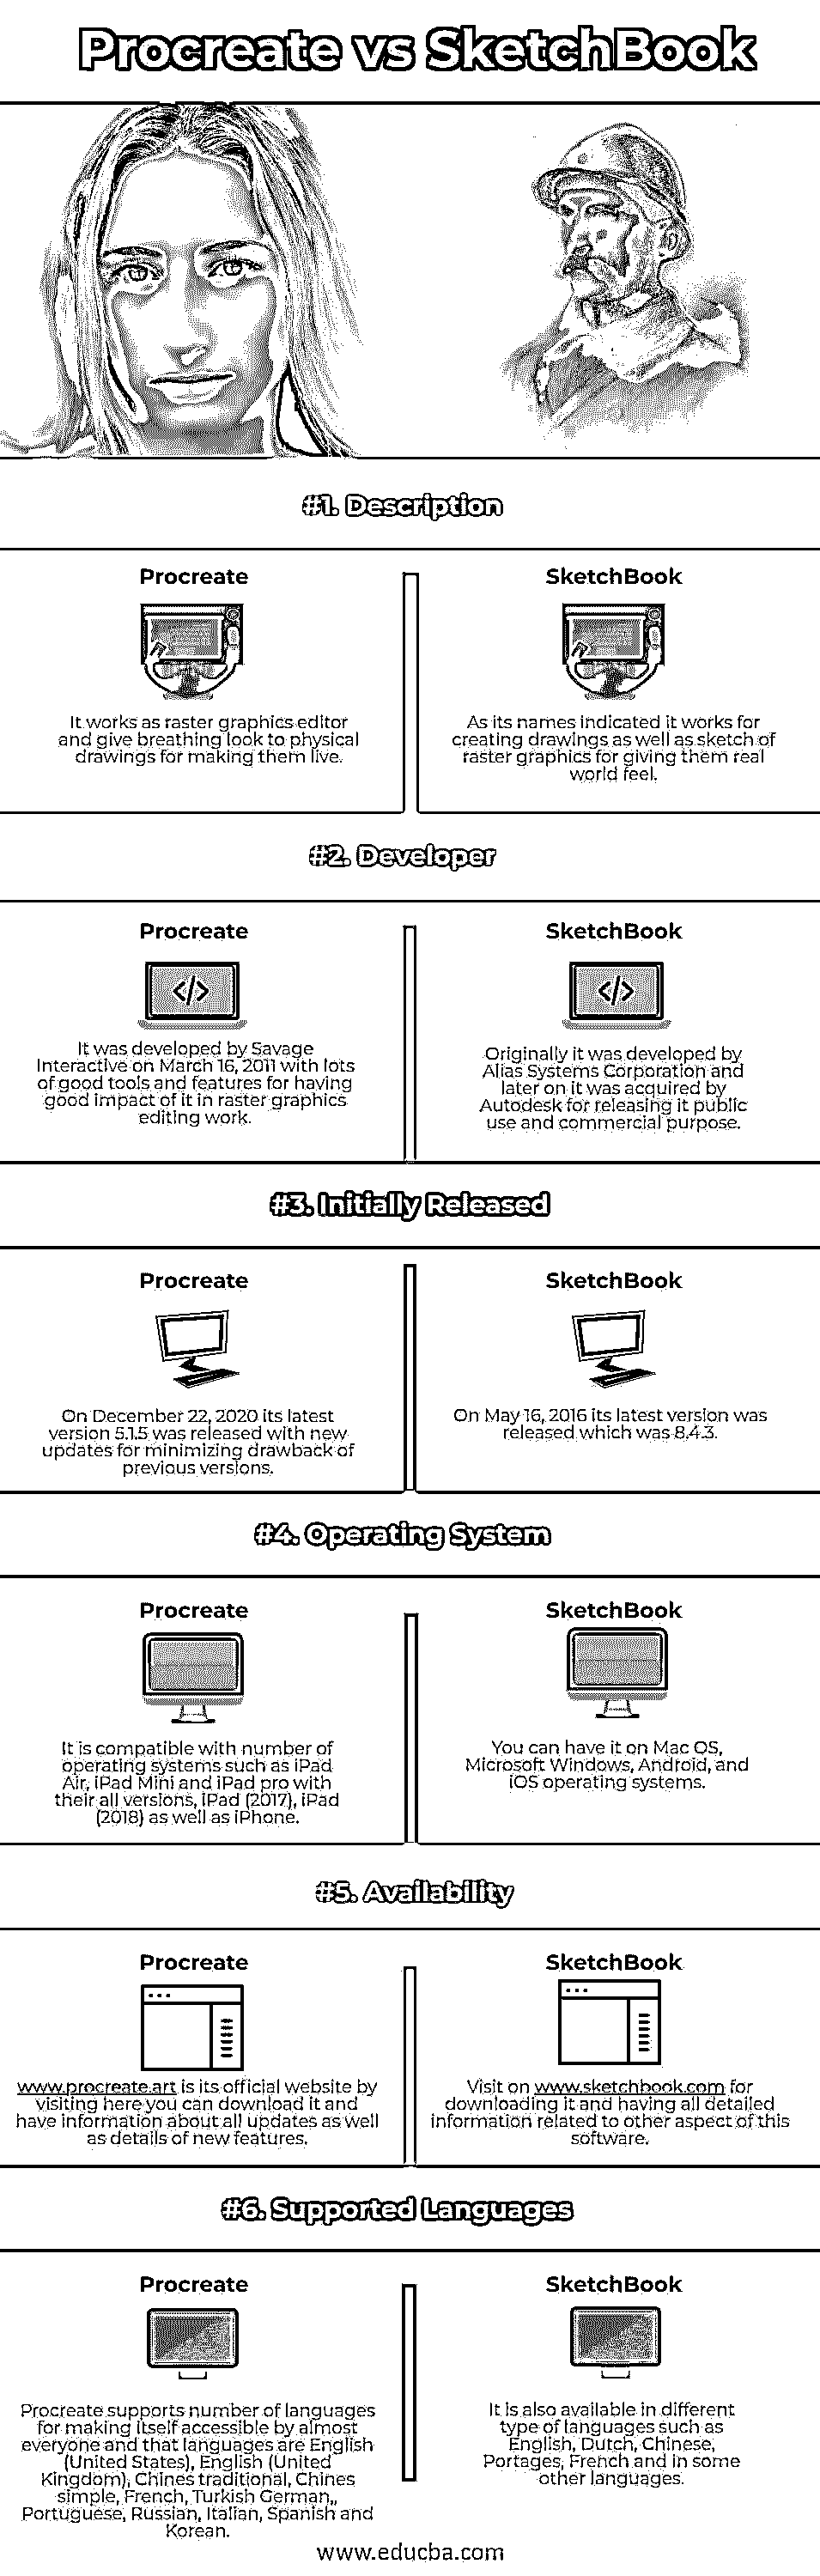 Procreate vs SketchBook
#1. Description
Procreate
It works as raster graphics editor
and give breathing look to physical
drawings for making them live.
SketchBook
As its names indicated it works for
creating drawings as well as sketch of
raster graphics for giving them real
world feel.
#2. Developer
Procreate
</>
It was developed by Savage
Interactive on March 16, 2011 with lots
of good tools and features for having
good impact of it in raster graphics
editing work.
SketchBook
</>
Originally it was developed by
Alias Systems Corporation and
later on it was acquired by
Autodesk for releasing it public
use and commercial purpose.
#3. Initially Released
Procreate
On December 22, 2020 its latest
version 5.1.5 was released with new
updates for minimizing drawback of
previous versions.
SketchBook
On May 16, 2016 its latest version was
released which was 8.4.3.
#4. Operating System
Procreate
It is compatible with number of
operating systems such as iPad
Air, iPad Mini and iPad pro with
their all versions, iPad (2017), iPad
(2018) as well as iPhone.
SketchBook
You can have it on Mac OS,
Microsoft Windows, Android, and
iOS operating systems.
#5. Availability
Procreate
www.procreate.art is its official website by
visiting here you can download it and
have information about all updates as well
as details of new features.
SketchBook
Visit on www.sketchbook.com for
downloading it and having all detailed
information related to other aspect of this
software.
#6. Supported Languages
Procreate
Procreate supports number of languages
for making itself accessible by almost
everyone and that languages are English
(United States), English (United
Kingdom), Chines traditional, Chines
simple, French, Turkish German,,
Portuguese, Russian, Italian, Spanish and
Korean.
SketchBook
It is also available in different
type of languages such as
English, Dutch, Chinese,
Portages, French and in some
other languages.
www.educba.com